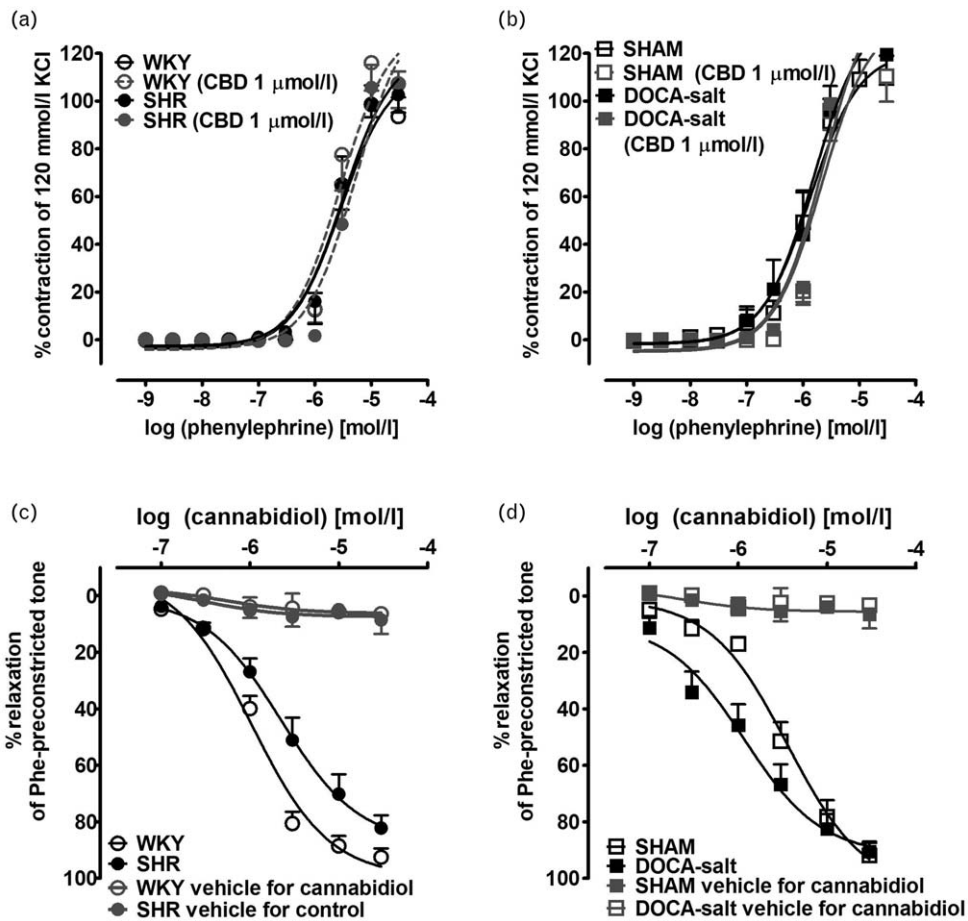 (a)
% contraction of 120 mmol/l KCl
120
100
80
60
40
20
0
WKY
WKY (CBD 1 μmol/l)
SHR
SHR (CBD 1 μmol/l)
-9 -8 -7 -6 -5 -4
log (phenylephrine) [mol/l]
(b)
% contraction of 120 mmol/l KCl
120
100
80
60
40
20
0
SHAM
SHAM (CBD 1 μmol/l)
DOCA-salt
DOCA-salt
(CBD 1 μmol/l)
-9 -8 -7 -6 -5 -4
log (phenylephrine) [mol/l]
(c)
log (cannabidiol) [mol/l]
-7 -6 -5 -4
% relaxation
of Phe-preconstricted tone
0
20
40
60
80
100
WKY
SHR
WKY vehicle for cannabidiol
SHR vehicle for control
(d)
log (cannabidiol) [mol/l]
-7 -6 -5 -4
% relaxation
of Phe-preconstricted tone
0
20
40
60
80
100
SHAM
DOCA-salt
SHAM vehicle for cannabidiol
DOCA-salt vehicle for cannabidiol